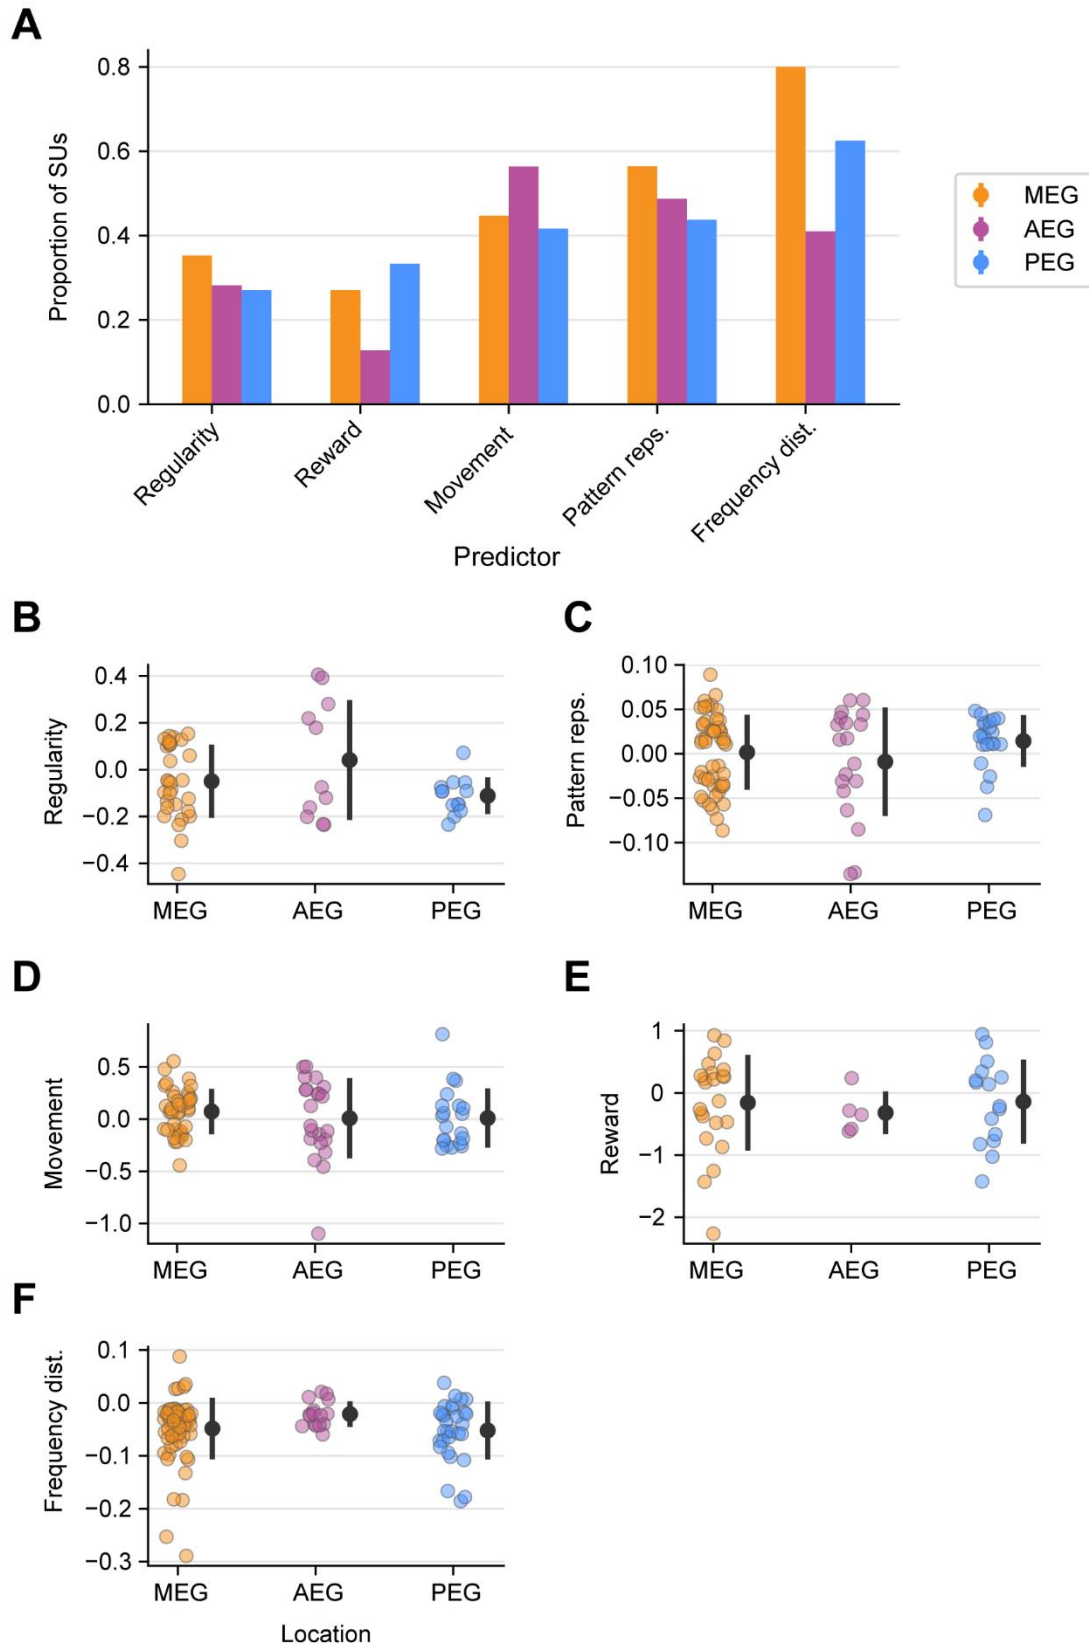 A
Proportion of SUs
0.8
0.6
0.4
0.2
0.0
Regularity
Reward
Movement
Pattern reps.
Frequency dist.
Predictor
MEG
AEG
PEG
B
Regularity
0.4
0.2
0.0
−0.2
−0.4
MEG AEG PEG
C
Pattern reps.
0.10
0.05
0.00
−0.05
−0.10
MEG AEG PEG
D
Movement
0.5
0.0
−0.5
−1.0
MEG AEG PEG
E
Reward
1
0
−1
−2
MEG AEG PEG
F
Frequency dist.
0.1
0.0
−0.1
−0.2
−0.3
MEG AEG PEG
Location